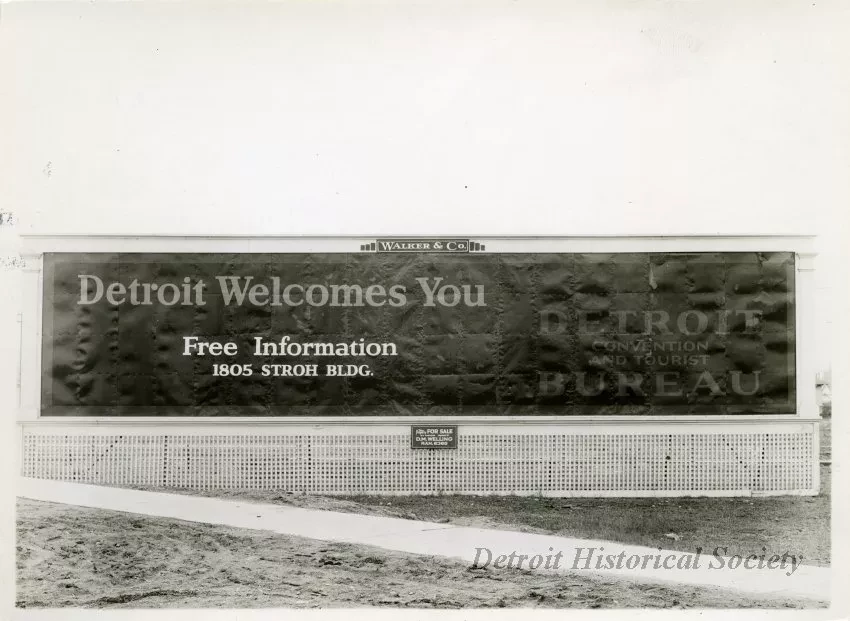 WALKER & CO.
Detroit Welcomes You
Free Information
1805 STROH BLDG.
DETROIT
CONVENTION
AND TOURIST
BUREAU
FOR SALE
D.M. WELLING
Detroit Historical Society